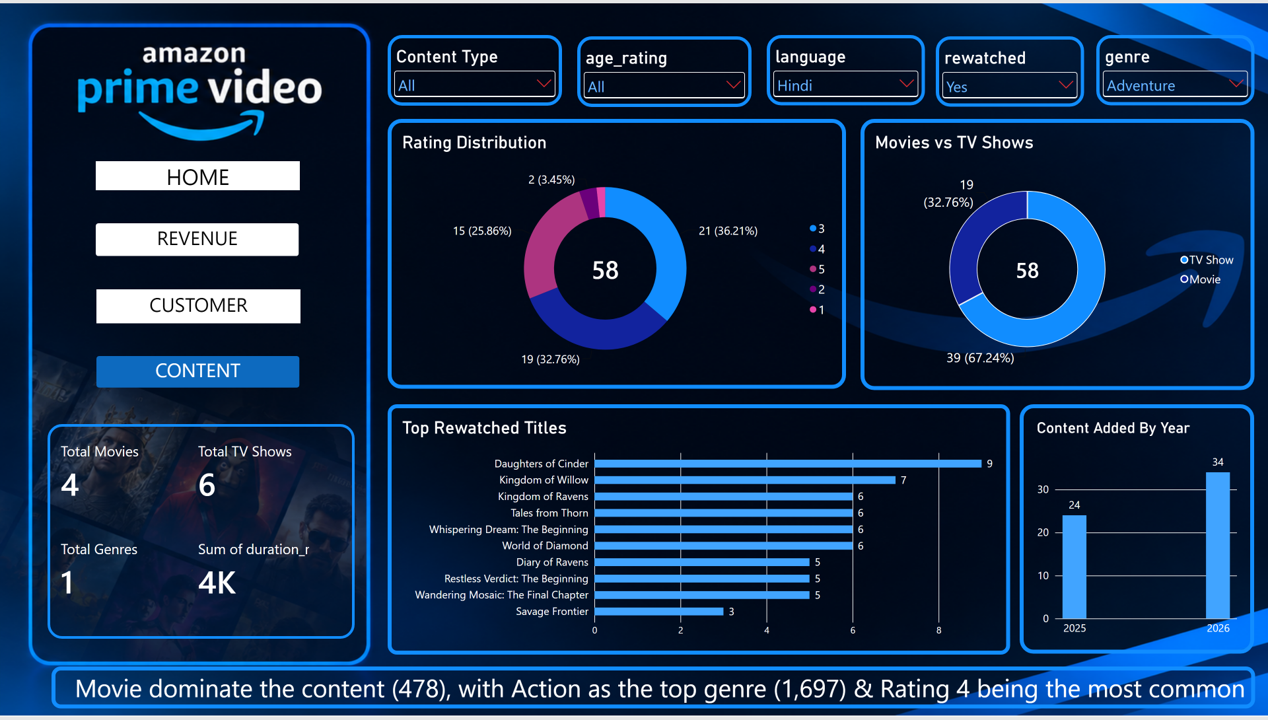 amazon
prime video
HOME
REVENUE
CUSTOMER
CONTENT
Total Movies
4
Total TV Shows
6
Total Genres
1
Sum of duration_r
4K
Content Type
All
age_rating
All
language
Hindi
rewatched
Yes
genre
Adventure
Rating Distribution
2 (3.45%)
15 (25.86%)
21 (36.21%)
58
19 (32.76%)
3
4
5
2
1
Movies vs TV Shows
19
(32.76%)
58
39 (67.24%)
TV Show
Movie
Top Rewatched Titles
Daughters of Cinder 9
Kingdom of Willow 7
Kingdom of Ravens 6
Tales from Thorn 6
Whispering Dream: The Beginning 6
World of Diamond 6
Diary of Ravens 5
Restless Verdict: The Beginning 5
Wandering Mosaic: The Final Chapter 5
Savage Frontier 3
0 2 4 6 8
Content Added By Year
34
30
24
20
10
0
2025 2026
Movie dominate the content (478), with Action as the top genre (1,697) & Rating 4 being the most common